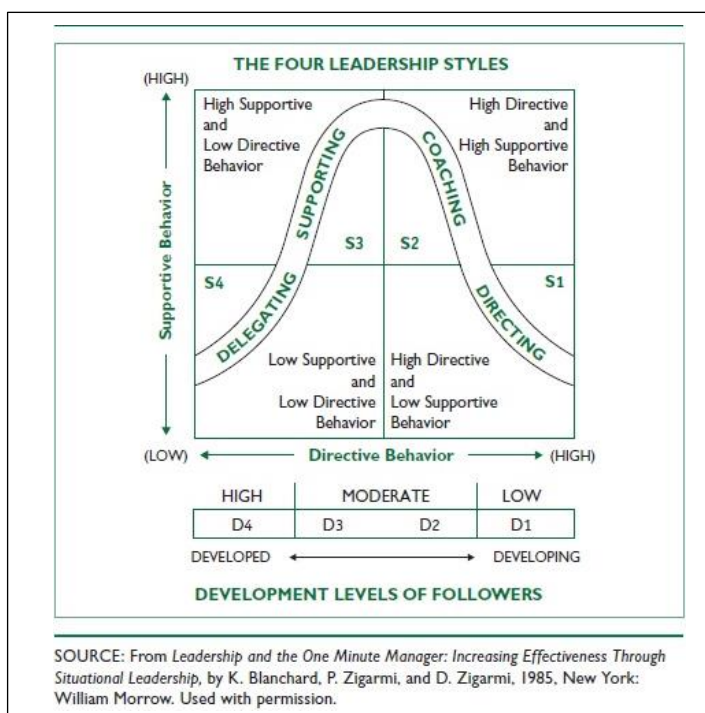 THE FOUR LEADERSHIP STYLES
(HIGH)
High Supportive
and
Low Directive
Behavior
High Directive
and
High Supportive
Behavior
SUPPORTING
COACHING
Supportive Behavior
S3
S2
S4
S1
DELEGATING
DIRECTING
Low Supportive
and
Low Directive
Behavior
High Directive
and
Low Supportive
Behavior
(LOW)
Directive Behavior
(HIGH)
HIGH
MODERATE
LOW
D4
D3
D2
D1
DEVELOPED
DEVELOPING
DEVELOPMENT LEVELS OF FOLLOWERS
SOURCE: From Leadership and the One Minute Manager: Increasing Effectiveness Through
Situational Leadership, by K. Blanchard, P. Zigarmi, and D. Zigarmi, 1985, New York:
William Morrow. Used with permission.